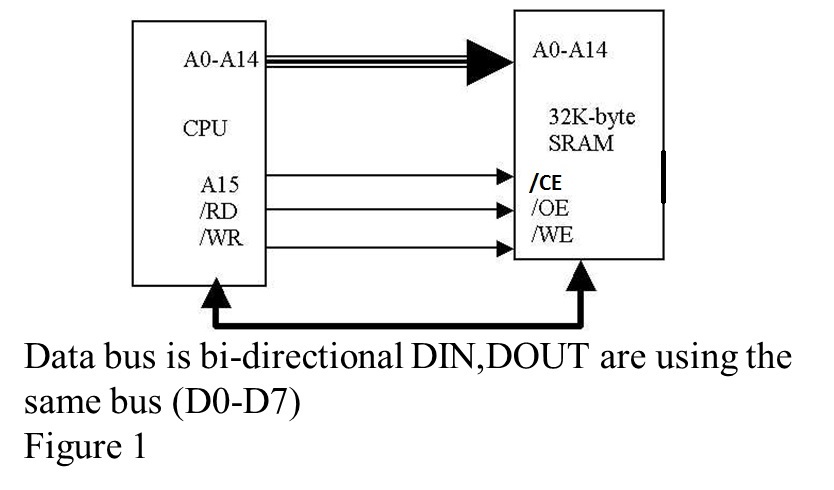 A0-A14
CPU
A15
/RD
/WR
A0-A14
32K-byte
SRAM
/CE
/OE
/WE
Data bus is bi-directional DIN,DOUT are using the
same bus (D0-D7)
Figure 1